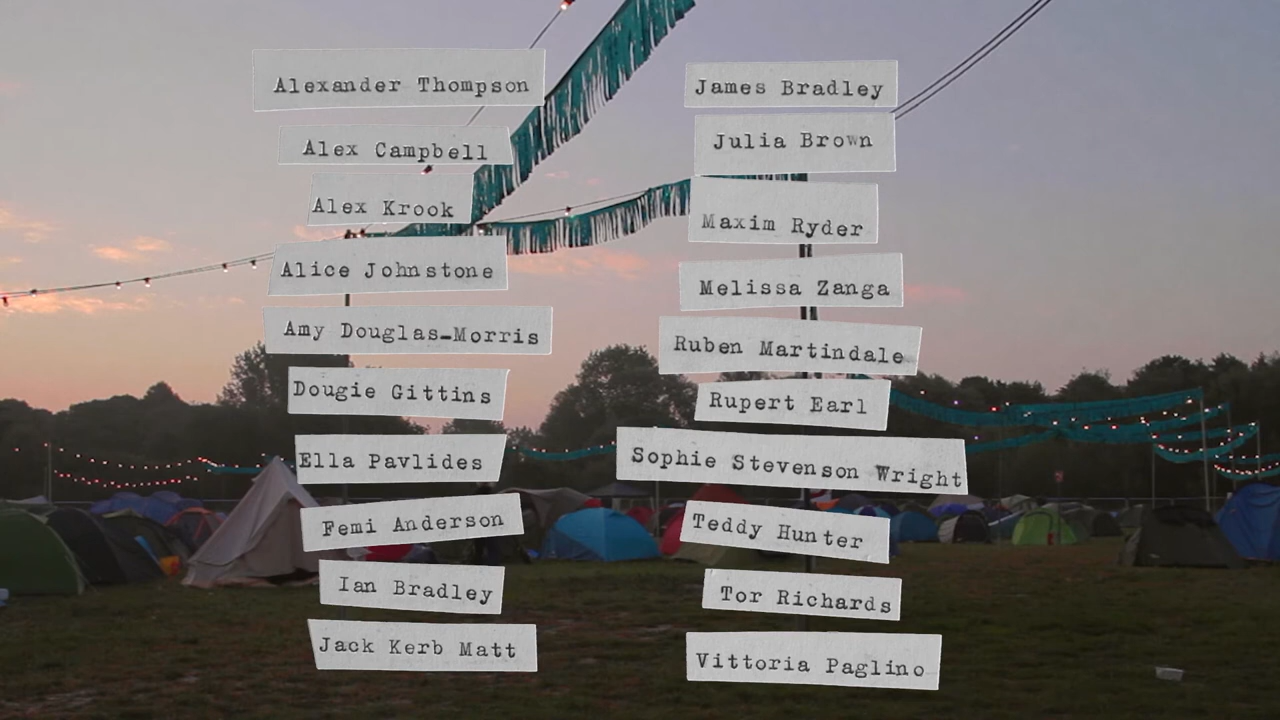 Alexander Thompson
Alex Campbell
Alex Krook
Alice Johnstone
Amy Douglas-Morris
Dougie Gittins
Ella Pavlides
Femi Anderson
Ian Bradley
Jack Kerb Matt
James Bradley
Julia Brown
Maxim Ryder
Melissa Zanga
Ruben Martindale
Rupert Earl
Sophie Stevenson Wright
Teddy Hunter
Tor Richards
Vittoria Paglino